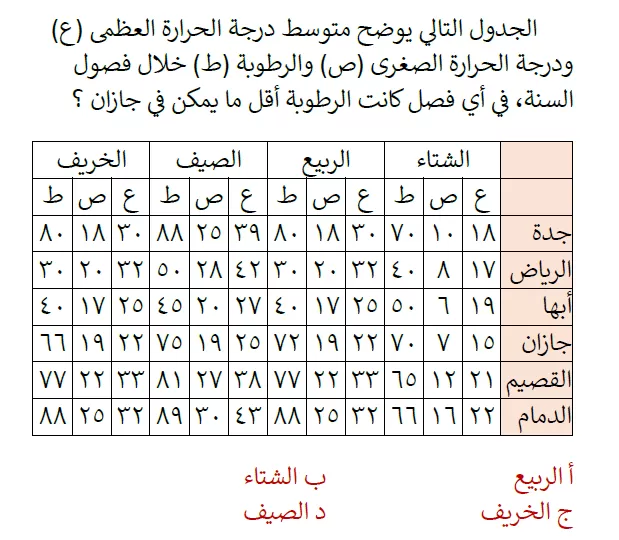 الجدول التالي يوضح متوسط درجة الحرارة العظمى (ع)
ودرجة الحرارة الصغرى (ص) والرطوبة (ط) خلال فصول
السنة، في أي فصل كانت الرطوبة أقل ما يمكن في جازان ؟
الشتاء الربيع الصيف الخريف
ع ص ط ع ص ط ع ص ط ع ص ط
جدة ١٨ ١٠ ٧٠ ٣٠ ١٨ ٨٠ ٣٩ ٢٥ ٨٨ ٣٠ ١٨ ٨٠
الرياض ١٧ ٨ ٤٠ ٣٢ ٢٠ ٣٠ ٤٢ ٢٨ ٥٠ ٣٢ ٢٠ ٣٠
أبها ١٩ ٦ ٥٠ ٢٥ ١٧ ٤٠ ٢٧ ٢٠ ٤٥ ٢٥ ١٧ ٤٠
جازان ١٥ ٧ ٧٠ ٢٢ ١٩ ٧٢ ٢٥ ١٩ ٧٥ ٢٢ ١٩ ٦٦
القصيم ٢١ ١٢ ٦٥ ٣٣ ٢٢ ٧٧ ٣٨ ٢٧ ٨١ ٣٣ ٢٢ ٧٧
الدمام ٢٢ ١٦ ٦٦ ٣٢ ٢٥ ٨٨ ٤٣ ٣٠ ٨٩ ٣٢ ٢٥ ٨٨
أ الربيع ب الشتاء
ج الخريف د الصيف